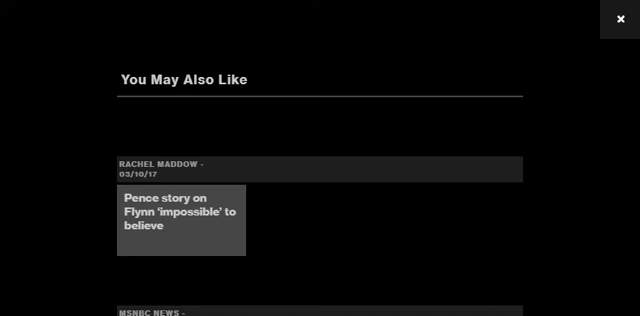 You May Also Like
RACHEL MADDOW -
03/10/17
Pence story on
Flynn ‘impossible’ to
believe
MSNBC NEWS -